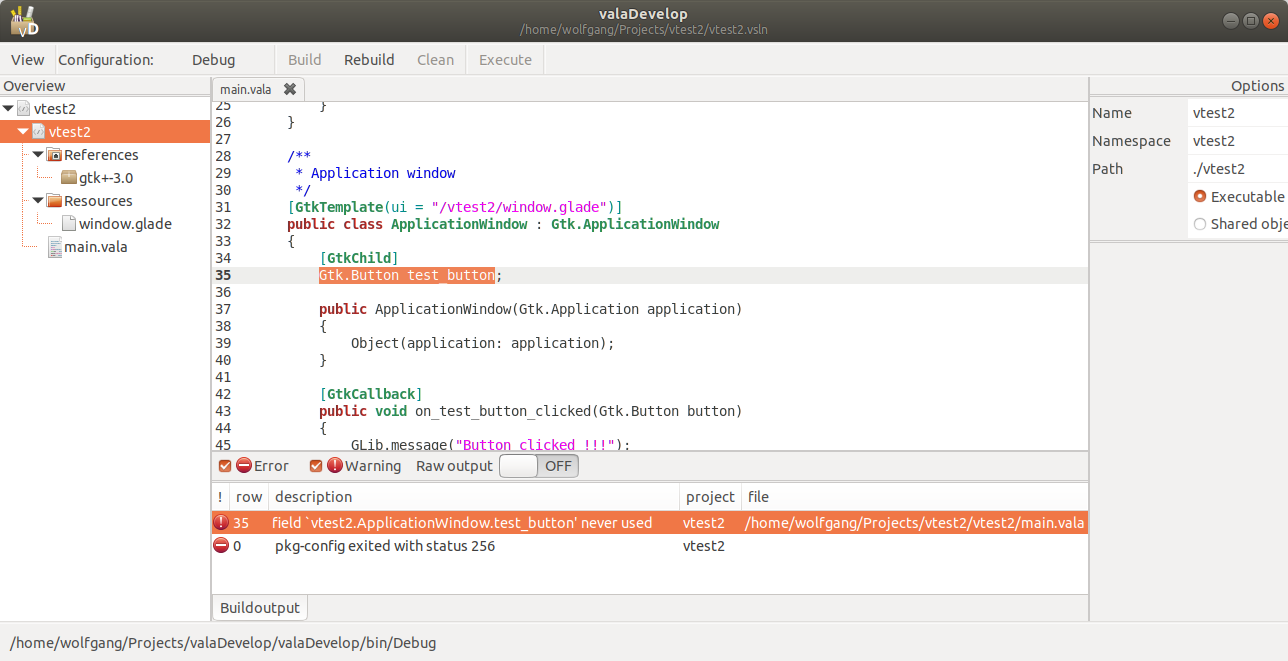 valaDevelop
/home/wolfgang/Projects/vtest2/vtest2.vsln
VD
View Configuration: Debug Build Rebuild Clean Execute
Overview
vtest2
vtest2
References
gtk+-3.0
Resources
window.glade
main.vala
main.vala
25 }
26 }
27
28 /**
29 * Application window
30 */
31 [GtkTemplate(ui = "/vtest2/window.glade")]
32 public class ApplicationWindow : Gtk.ApplicationWindow
33 {
34 [GtkChild]
35 Gtk.Button test_button;
36
37 public ApplicationWindow(Gtk.Application application)
38 {
39 Object(application: application);
40 }
41
42 [GtkCallback]
43 public void on_test_button_clicked(Gtk.Button button)
44 {
45 GLib.message("Button clicked !!!");
Error Warning Raw output OFF
! row description project file
35 field `vtest2.ApplicationWindow.test_button' never used vtest2 /home/wolfgang/Projects/vtest2/vtest2/main.vala
0 pkg-config exited with status 256 vtest2
Buildoutput
Options
Name vtest2
Namespace vtest2
Path ./vtest2
Executable
Shared obje
/home/wolfgang/Projects/valaDevelop/valaDevelop/bin/Debug